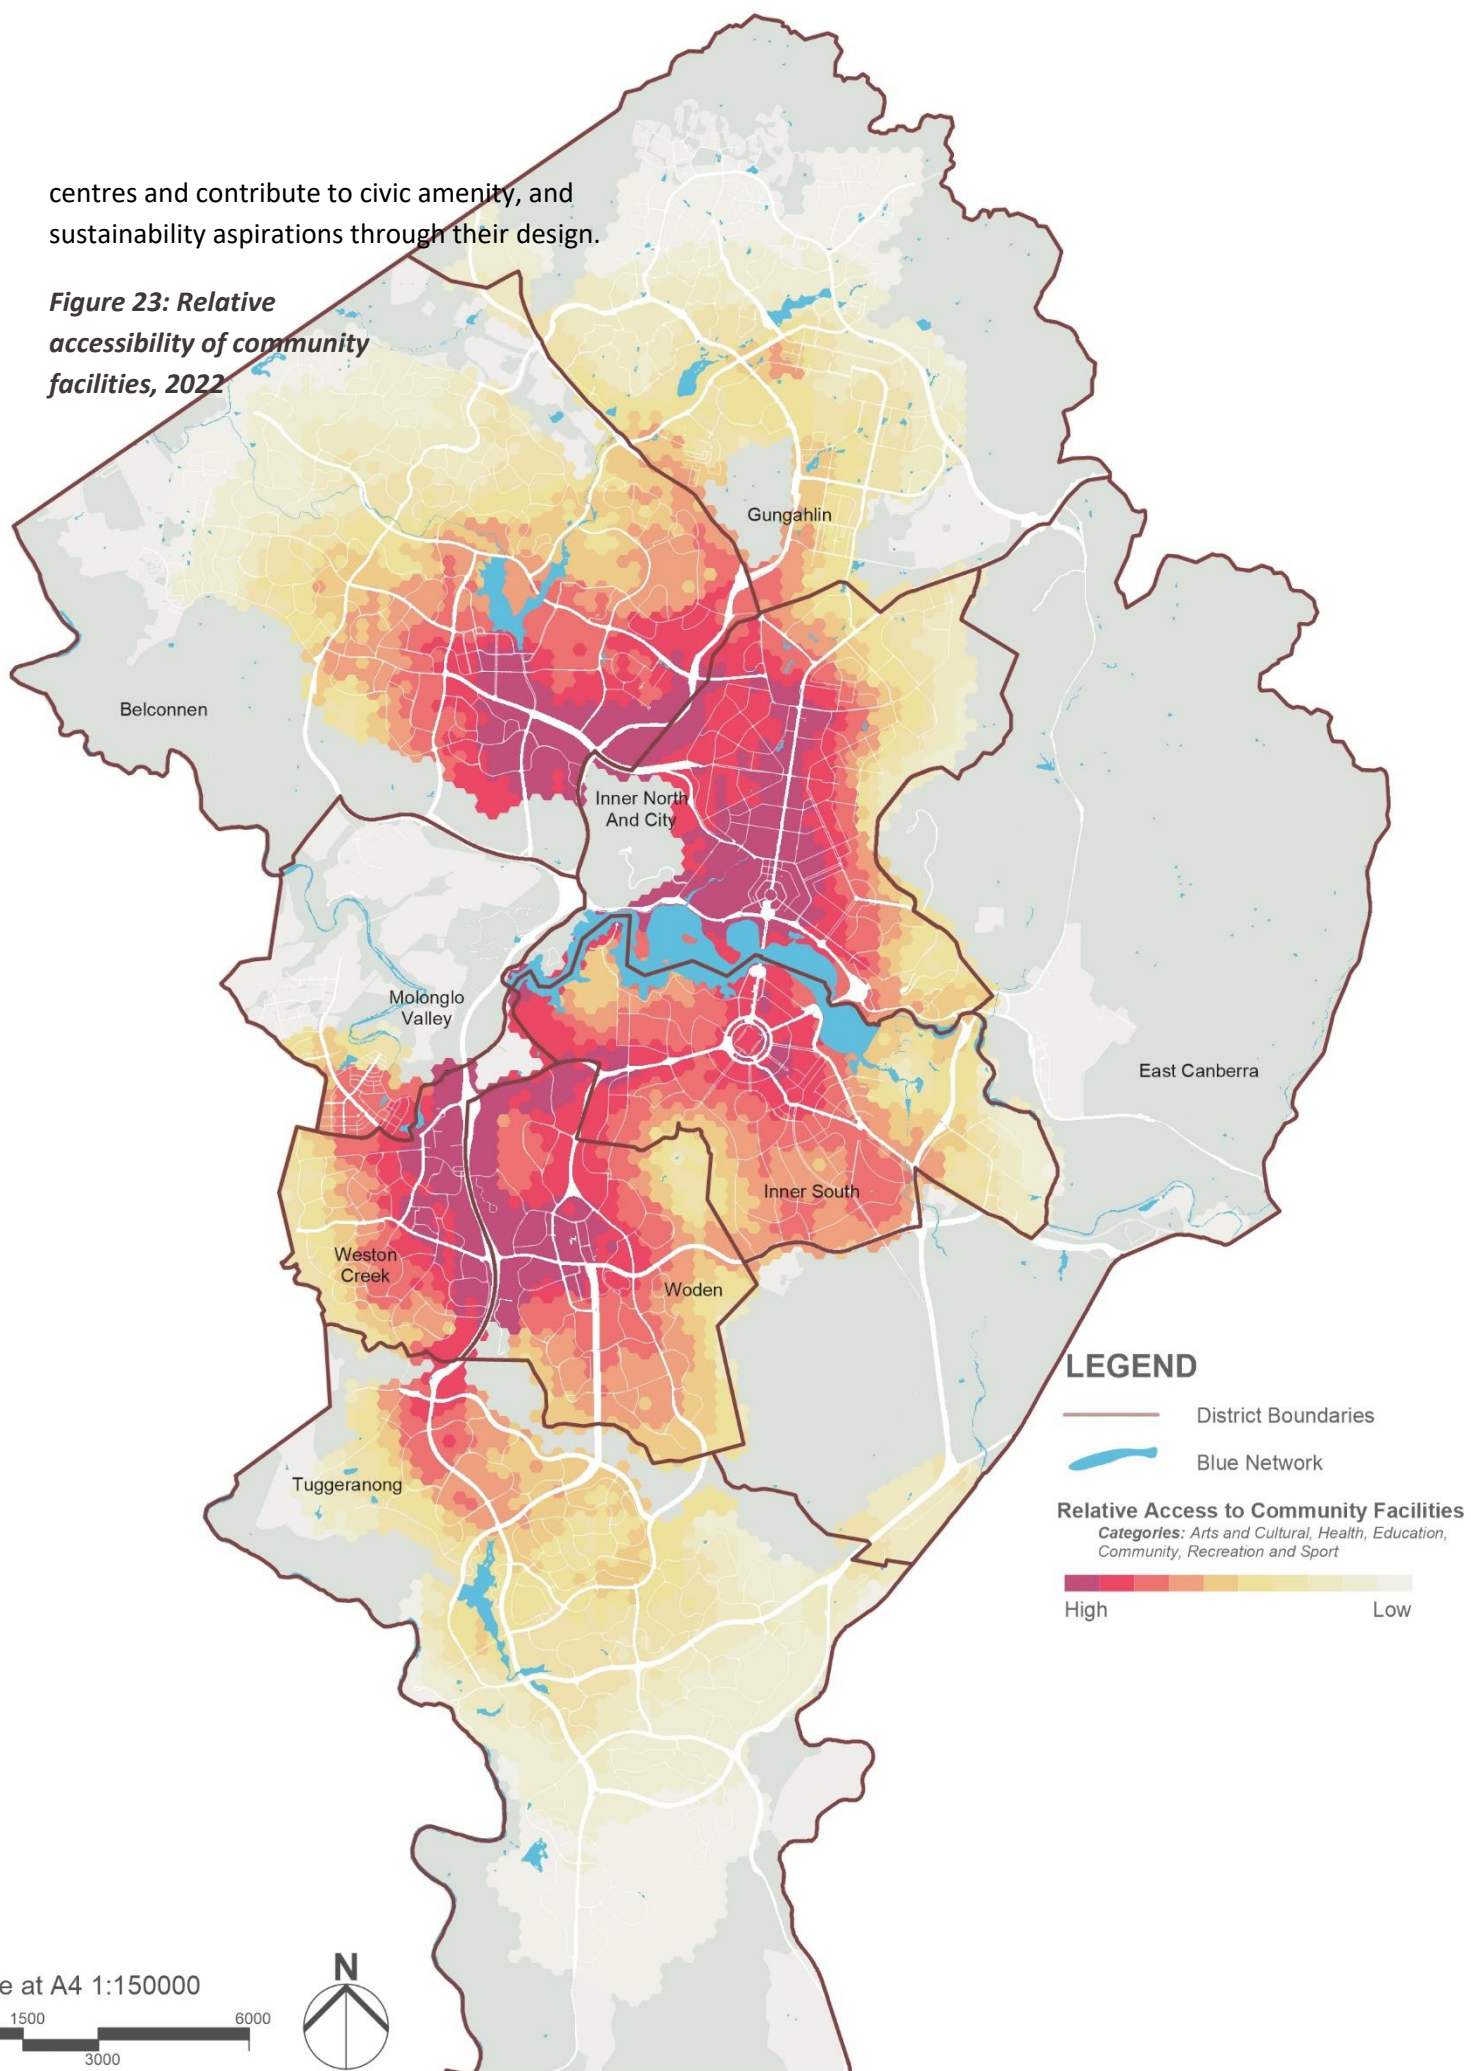 centres and contribute to civic amenity, and
sustainability aspirations through their design.
Figure 23: Relative
accessibility of community
facilities, 2022
Gungahlin
Belconnen
Inner North
And City
Molonglo
Valley
East Canberra
Inner South
Weston
Creek
Woden
Tuggeranong
LEGEND
District Boundaries
Blue Network
Relative Access to Community Facilities
Categories: Arts and Cultural, Health, Education,
Community, Recreation and Sport
High Low
e at A4 1:150000
1500 6000
3000
N